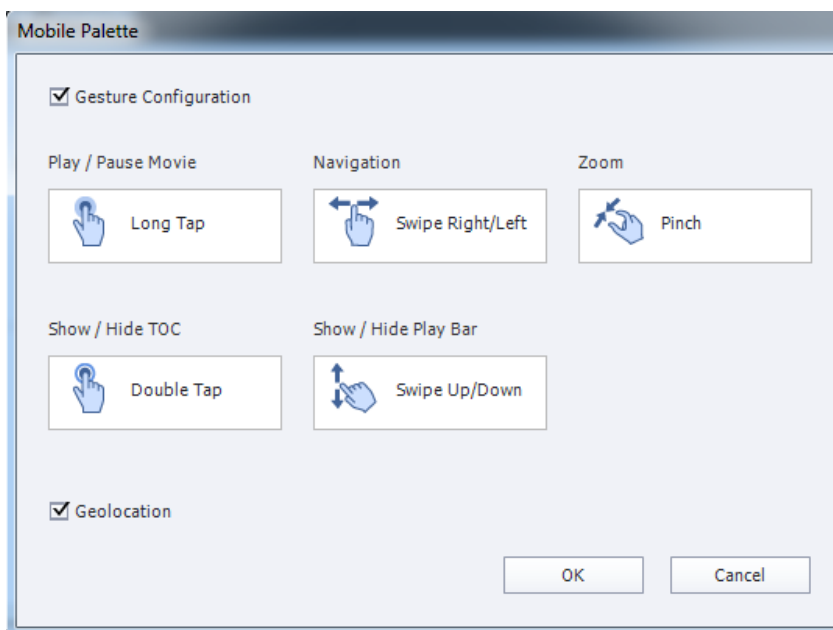 Mobile Palette
Gesture Configuration
Play / Pause Movie
Navigation
Zoom
Long Tap
Swipe Right/Left
Pinch
Show / Hide TOC
Show / Hide Play Bar
Double Tap
Swipe Up/Down
Geolocation
OK
Cancel